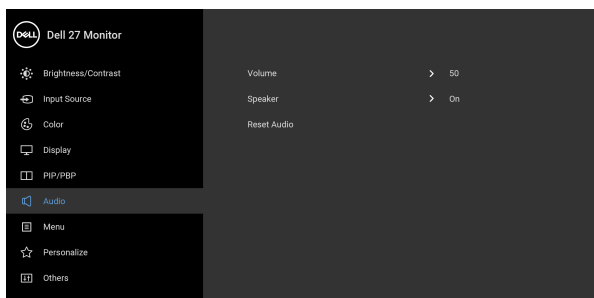 DELL Dell 27 Monitor
Brightness/Contrast
Input Source
Color
Display
PIP/PBP
Audio
Menu
Personalize
Others
Volume 50
Speaker On
Reset Audio